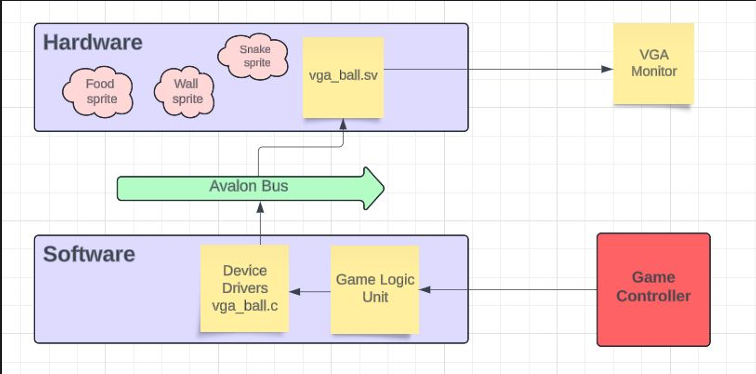 Hardware
Snake
sprite
Food
sprite
Wall
sprite
vga_ball.sv
VGA
Monitor
Avalon Bus
Software
Device
Drivers
vga_ball.c
Game Logic
Unit
Game
Controller